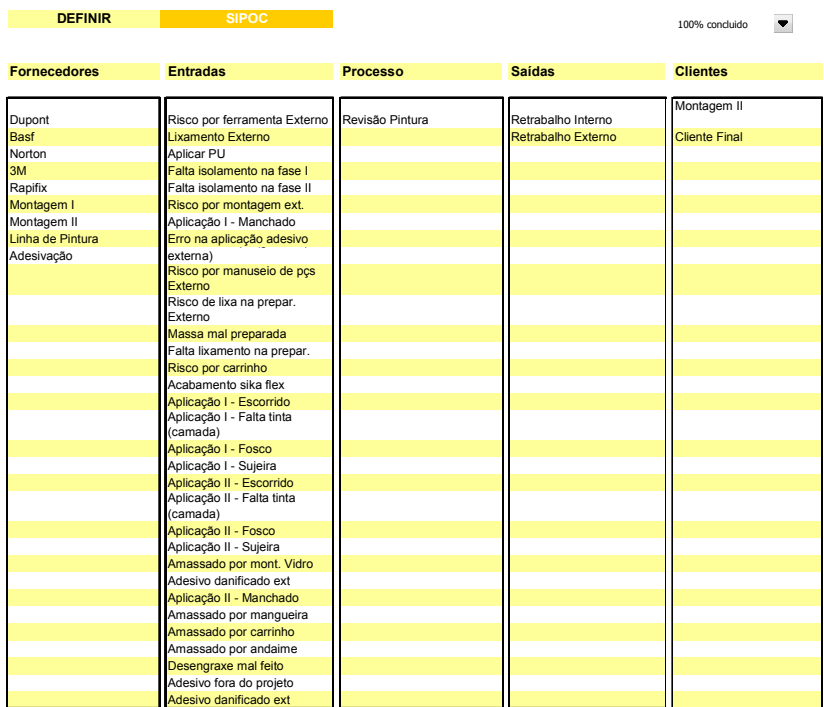 DEFINIR SIPOC
100% concluido
Fornecedores Entradas Processo Saídas Clientes
Montagem II
Dupont Risco por ferramenta Externo Revisão Pintura Retrabalho Interno
Basf Lixamento Externo Retrabalho Externo Cliente Final
Norton Aplicar PU
3M Falta isolamento na fase I
Rapifix Falta isolamento na fase II
Montagem I Risco por montagem ext.
Montagem II Aplicação I - Manchado
Linha de Pintura Erro na aplicação adesivo
Adesivação externa)
Risco por manuseio de pçs
Externo
Risco de lixa na prepar.
Externo
Massa mal preparada
Falta lixamento na prepar.
Risco por carrinho
Acabamento sika flex
Aplicação I - Escorrido
Aplicação I - Falta tinta
(camada)
Aplicação I - Fosco
Aplicação I - Sujeira
Aplicação II - Escorrido
Aplicação II - Falta tinta
(camada)
Aplicação II - Fosco
Aplicação II - Sujeira
Amassado por mont. Vidro
Adesivo danificado ext
Aplicação II - Manchado
Amassado por mangueira
Amassado por carrinho
Amassado por andaime
Desengraxe mal feito
Adesivo fora do projeto
Adesivo danificado ext